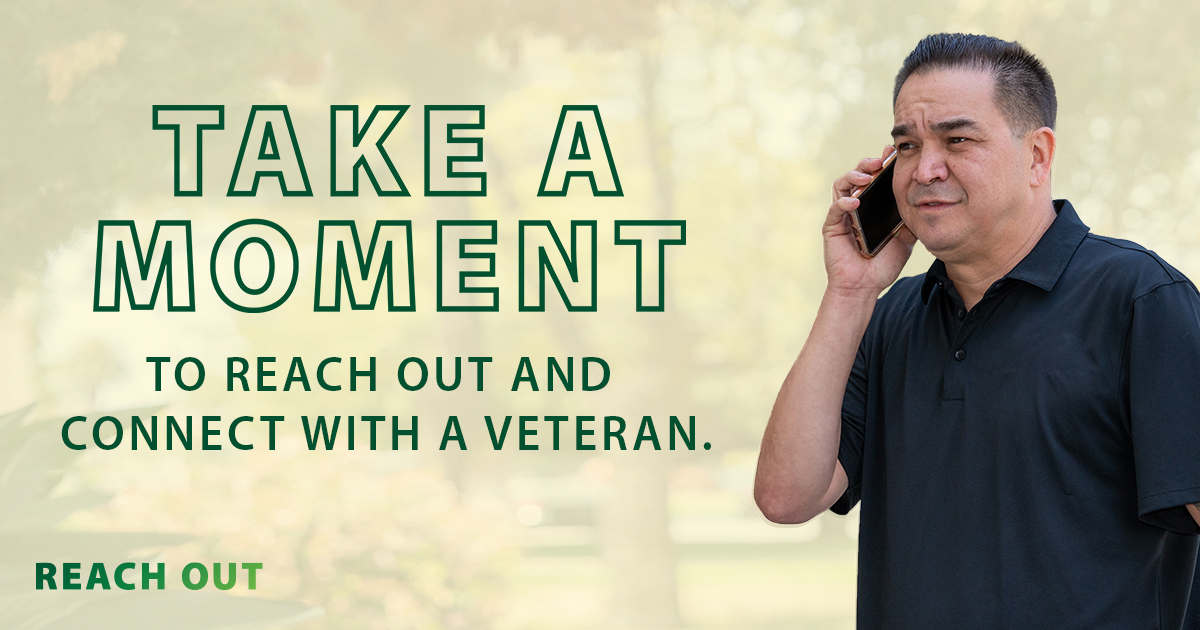 TAKE A
MOMENT
TO REACH OUT AND
CONNECT WITH A VETERAN.
REACH OUT